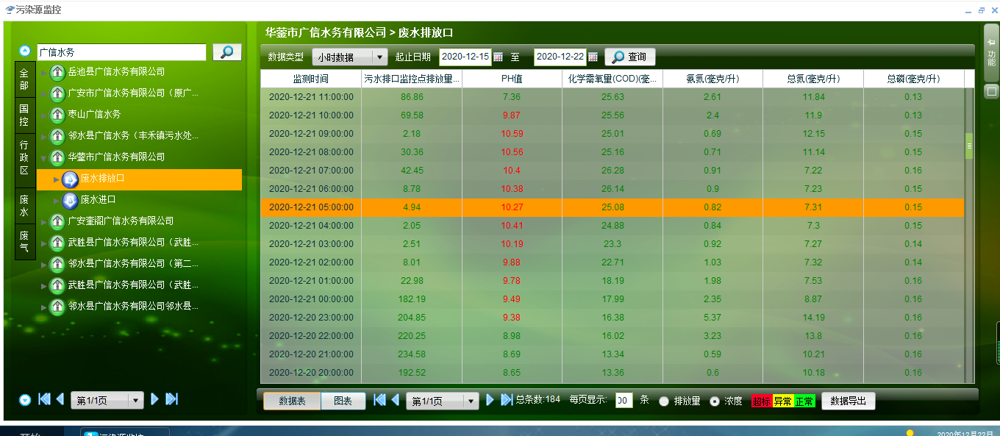 污染源监控
广信水务
全部
国控
行政区
废水
废气
岳池县广信水务有限公司
广安市广信水务有限公司（原广...
枣山广信水务
邻水县广信水务（丰禾镇污水处...
华蓥市广信水务有限公司
废水排放口
废水进口
广安奎阁广信水务有限公司
武胜县广信水务有限公司（武胜...
邻水县广信水务有限公司（第二...
武胜县广信水务有限公司（武胜...
邻水县广信水务有限公司邻水县...
第1/1页
华蓥市广信水务有限公司 > 废水排放口
数据类型 小时数据 起止日期 2020-12-15 至 2020-12-22 查询
监测时间 污水排口监控点排放量... PH值 化学需氧量(COD)(毫... 氨氮(毫克/升) 总氮(毫克/升) 总磷(毫克/升)
2020-12-21 11:00:00 86.86 7.36 25.63 2.61 11.84 0.13
2020-12-21 10:00:00 69.58 9.87 25.56 2.4 11.9 0.13
2020-12-21 09:00:00 2.18 10.59 25.01 0.69 12.15 0.15
2020-12-21 08:00:00 30.36 10.56 25.16 0.71 11.14 0.15
2020-12-21 07:00:00 42.45 10.4 26.28 0.91 7.22 0.16
2020-12-21 06:00:00 8.78 10.38 26.14 0.9 7.23 0.15
2020-12-21 05:00:00 4.94 10.27 25.08 0.82 7.31 0.15
2020-12-21 04:00:00 2.05 10.41 24.88 0.84 7.3 0.15
2020-12-21 03:00:00 2.51 10.19 23.3 0.92 7.27 0.14
2020-12-21 02:00:00 8.01 9.88 22.71 1.03 7.32 0.14
2020-12-21 01:00:00 22.98 9.78 18.19 1.98 7.53 0.16
2020-12-21 00:00:00 182.19 9.49 17.99 2.35 8.87 0.16
2020-12-20 23:00:00 204.85 9.38 16.38 5.37 14.19 0.16
2020-12-20 22:00:00 220.25 8.98 16.02 3.23 13.8 0.16
2020-12-20 21:00:00 234.58 8.69 13.34 0.59 10.21 0.16
2020-12-20 20:00:00 192.52 8.65 13.36 0.6 10.18 0.16
数据表 图表 第1/1页 总条数:184 每页显示: 00 条 排放量 浓度 超标 异常 正常 数据导出
功能
开始 污染源监控 2020年12月22日